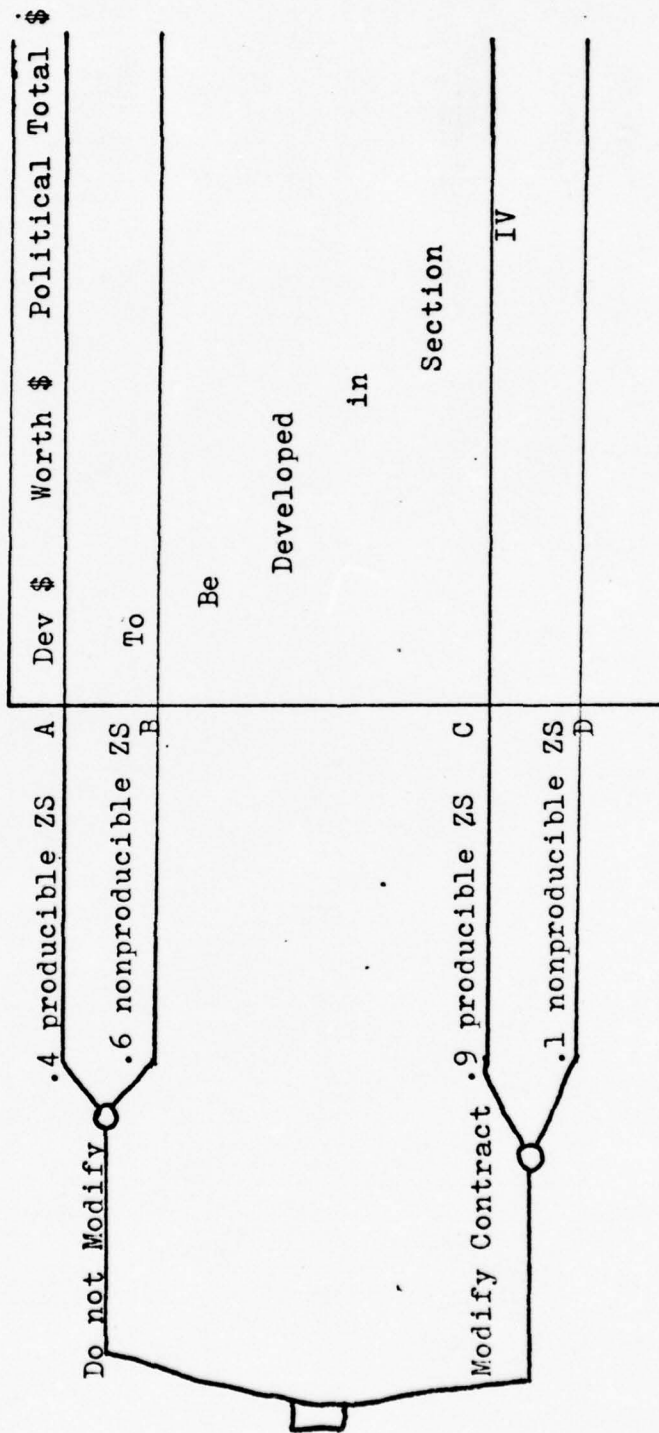 Dev $ Worth $ Political Total $
.4 producible ZS A
Do not Modify
.6 nonproducible ZS
B
To
Be
Developed
in
Section
IV
.9 producible ZS C
Modify Contract
.1 nonproducible ZS
D